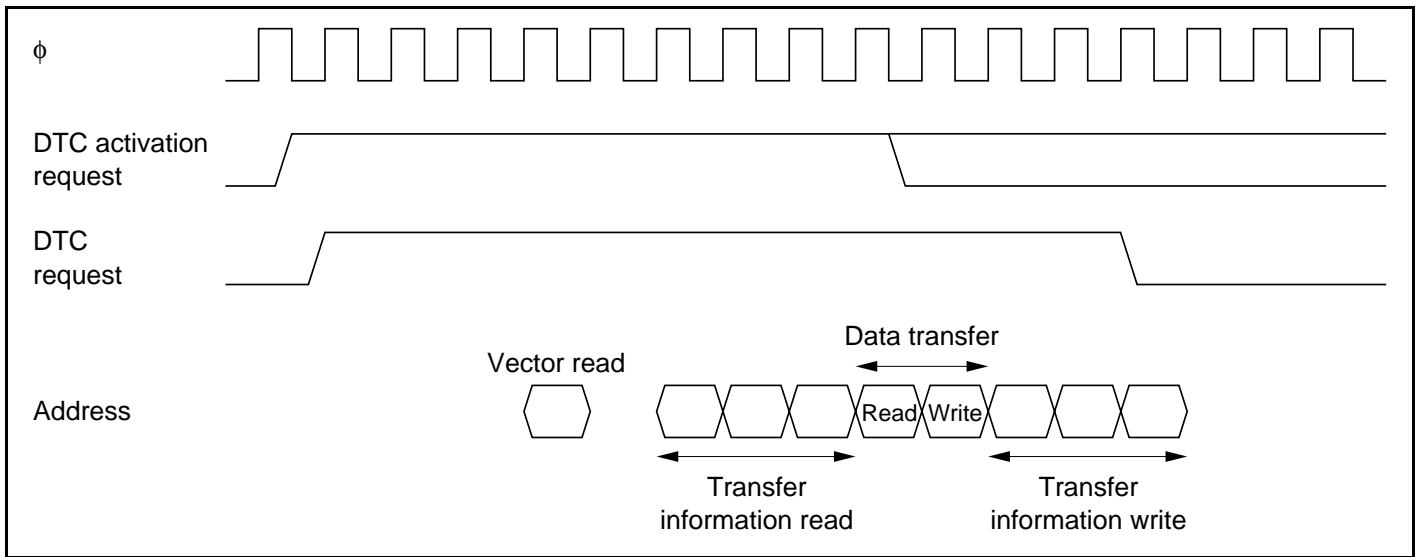 ϕ
DTC activation
request
DTC
request
Data transfer
Vector read
Address
Read Write
Transfer
information read
Transfer
information write